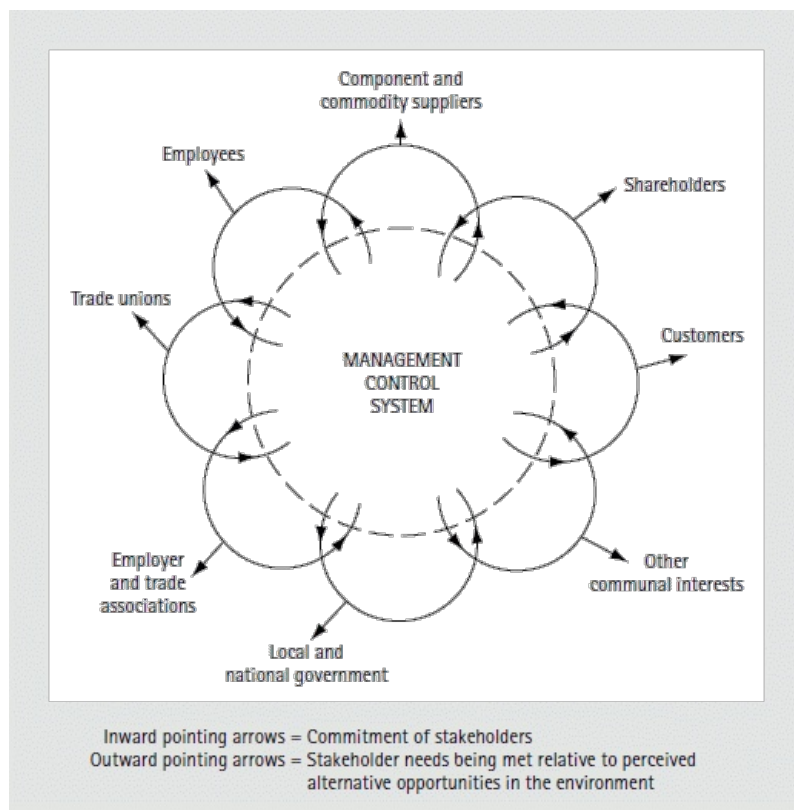 Component and
commodity suppliers
Employees
Shareholders
Trade unions
Customers
MANAGEMENT
CONTROL
SYSTEM
Employer
and trade
associations
Other
communal interests
Local and
national government
Inward pointing arrows = Commitment of stakeholders
Outward pointing arrows = Stakeholder needs being met relative to perceived
alternative opportunities in the environment